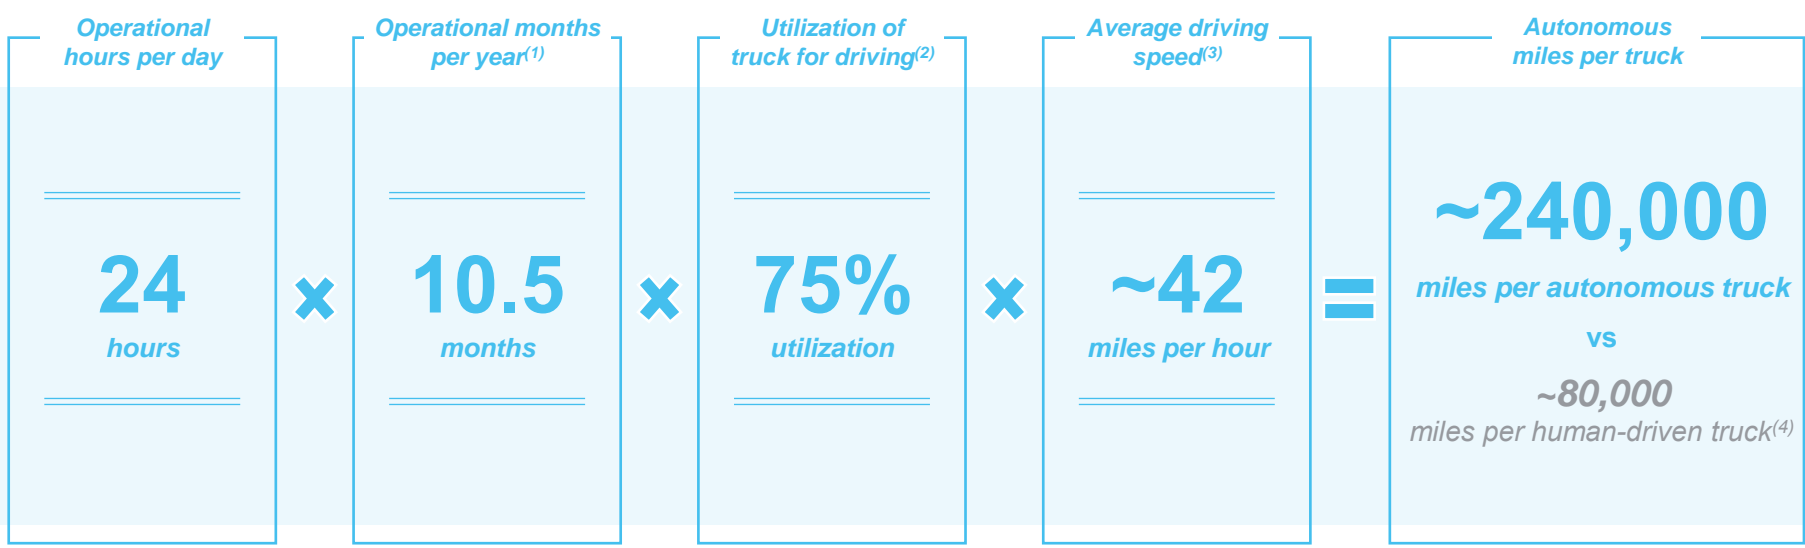 Operational
hours per day
24
hours
×
Operational months
per year(1)
10.5
months
×
Utilization of
truck for driving(2)
75%
utilization
×
Average driving
speed(3)
~42
miles per hour
=
Autonomous
miles per truck
~240,000
miles per autonomous truck
vs
~80,000
miles per human-driven truck(4)